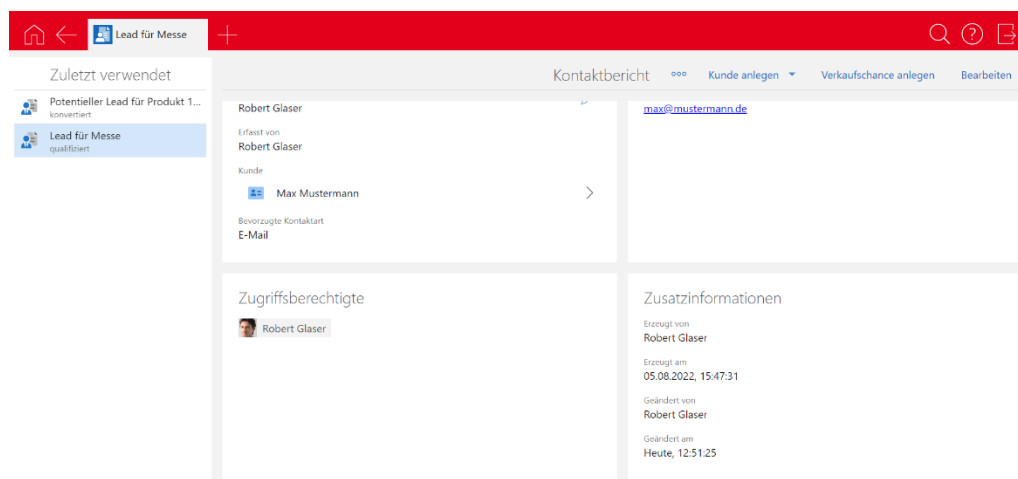 Lead für Messe
Zuletzt verwendet
Potentieller Lead für Produkt 1...
konvertiert
Lead für Messe
qualifiziert
Kontaktbericht
Kunde anlegen
Verkaufschance anlegen
Bearbeiten
Robert Glaser
Erfasst von
Robert Glaser
Kunde
Max Mustermann
Bevorzugte Kontaktart
E-Mail
max@mustermann.de
Zugriffsberechtigte
Robert Glaser
Zusatzinformationen
Erzeugt von
Robert Glaser
Erzeugt am
05.08.2022, 15:47:31
Geändert von
Robert Glaser
Geändert am
Heute, 12:51:25